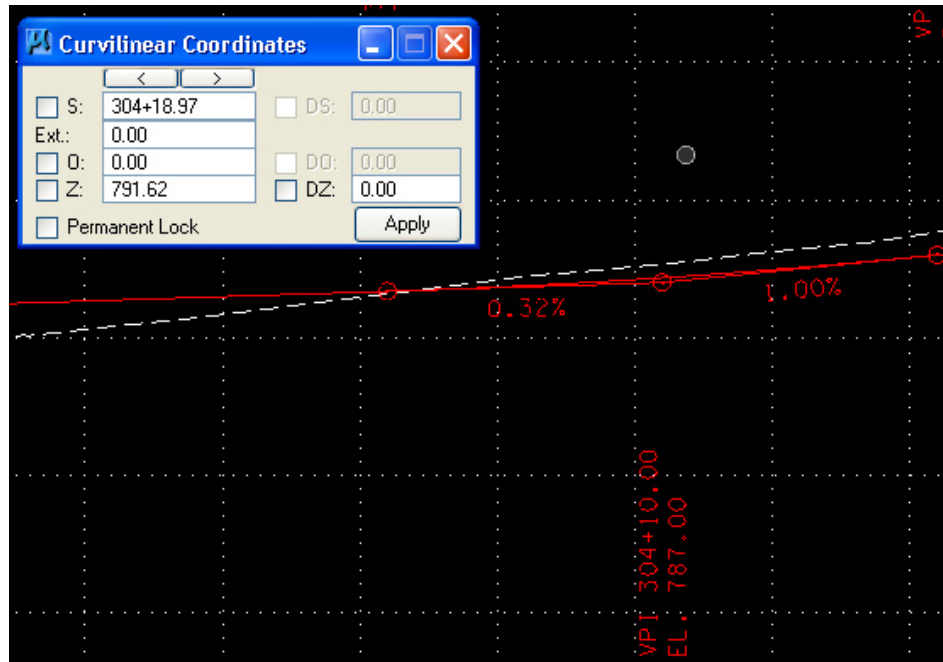 Curvilinear Coordinates
< >
S: 304+18.97 DS: 0.00
Ext.: 0.00
O: 0.00 DO: 0.00
Z: 791.62 DZ: 0.00
Permanent Lock Apply
VP
0.32%
1.00%
VPI 304+10.00
EL. 787.00